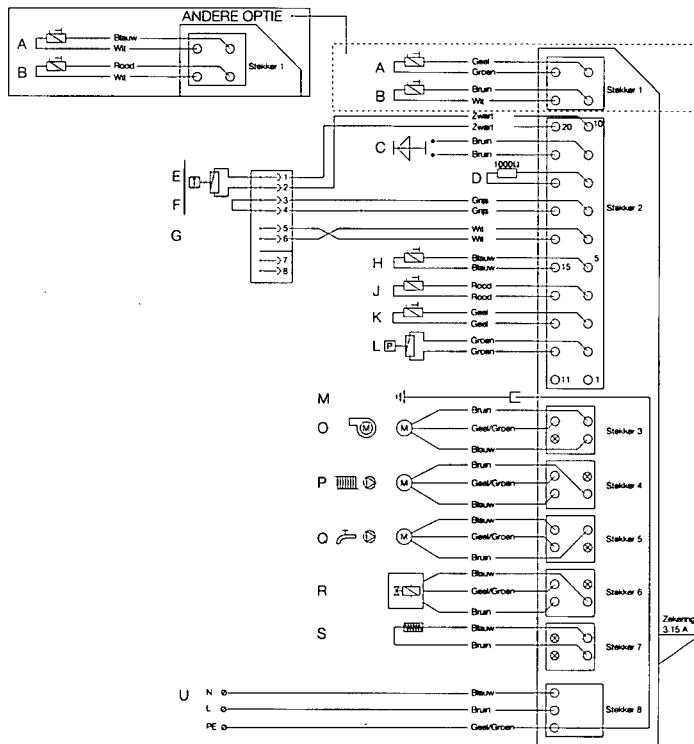 ANDERE OPTIE
A
Blauw
Wit
B
Rood
Wit
Stekker 1
A
Geel
Groen
B
Bruin
Wit
Stekker 1
Zwart
Zwart
20
10
C
Bruin
Bruin
1000Ω
D
E
1
2
F
3
4
Grijs
Grijs
Stekker 2
G
5
6
Wit
Wit
7
8
H
Blauw
Blauw
15
5
J
Rood
Rood
K
Geel
Geel
L
P
Groen
Groen
11
1
M
O
M
M
Bruin
Geel/Groen
Blauw
Stekker 3
P
M
Bruin
Geel/Groen
Blauw
Stekker 4
Q
M
Blauw
Geel/Groen
Bruin
Stekker 5
R
Blauw
Geel/Groen
Bruin
Stekker 6
S
Blauw
Bruin
Stekker 7
Zekering
3.15 A
U
N
Blauw
L
Bruin
PE
Geel/Groen
Stekker 8